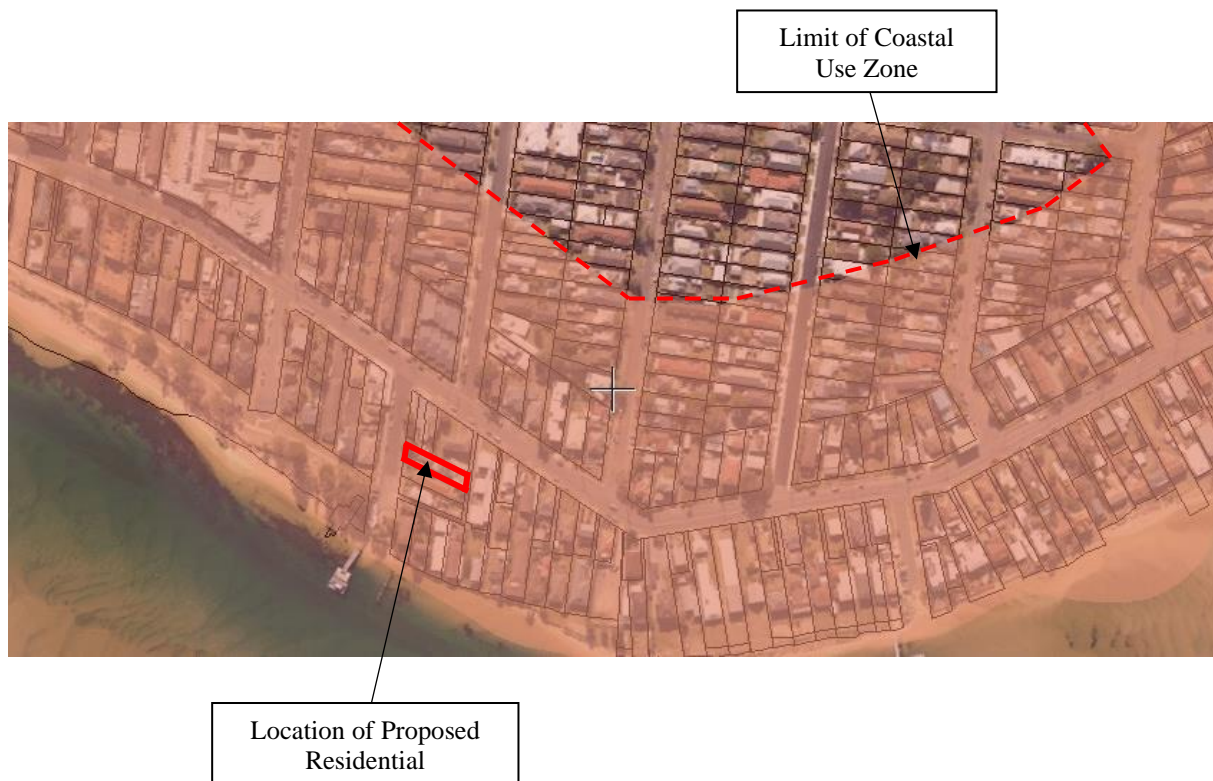 Limit of Coastal
Use Zone
Location of Proposed
Residential